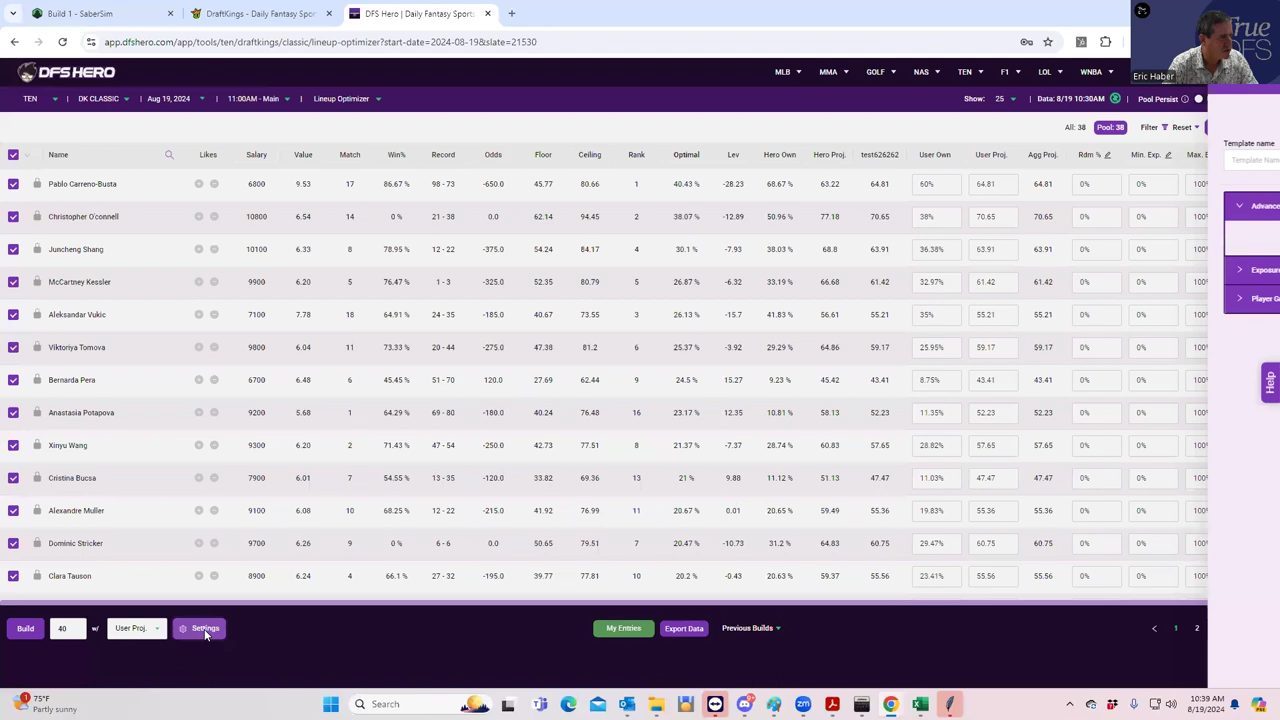 Build 1 - SaberSim
DraftKings - Daily Fantasy Sport
DFS Hero | Daily Fantasy Sports
app.dfshero.com/app/tools/ten/draftkings/classic/lineup-optimizer?start-date=2024-08-19&slate=21530
True
DFS
Eric Haber
DFS HERO
MLB MMA GOLF NAS TEN F1 LOL WNBA
TEN DK CLASSIC Aug 19, 2024 11:00AM - Main Lineup Optimizer Show: 25 Data: 8/19 10:30AM Pool Persist
All: 38 Pool: 38 Filter Reset
Template name
Template Name
Name Likes Salary Value Match Win% Record Odds Floor Ceiling Rank Optimal Lev Hero Own Hero Proj. test626262 User Own User Proj. Agg Proj. Rdm % Min. Exp. Max. E
Pablo Carreno-Busta 6800 9.53 17 86.67 % 98 - 73 -650.0 45.77 80.66 1 40.43 % -28.23 68.67 % 63.22 64.81 60% 64.81 64.81 0% 0% 100%
Christopher O'connell 10800 6.54 14 0 % 21 - 38 0.0 62.14 94.45 2 38.07 % -12.89 50.96 % 77.18 70.65 38% 70.65 70.65 0% 0% 100%
Juncheng Shang 10100 6.33 8 78.95 % 12 - 22 -375.0 54.24 84.17 4 30.1 % -7.93 38.03 % 68.8 63.91 36.38% 63.91 63.91 0% 0% 100%
McCartney Kessler 9900 6.20 5 76.47 % 1 - 3 -325.0 52.35 80.79 5 26.87 % -6.32 33.19 % 66.68 61.42 32.97% 61.42 61.42 0% 0% 100%
Aleksandar Vukic 7100 7.78 18 64.91 % 24 - 35 -185.0 40.04 73.55 3 26.13 % -15.7 41.83 % 56.61 55.21 35% 55.21 55.21 0% 0% 100%
Viktoriya Tomova 9800 6.04 11 73.33 % 20 - 44 -275.0 47.38 81.2 6 25.37 % -3.92 29.29 % 64.86 59.17 25.95% 59.17 59.17 0% 0% 100%
Bernarda Pera 6700 6.48 6 45.45 % 51 - 70 120.0 27.69 62.44 9 24.5 % 15.27 9.23 % 45.42 43.41 8.75% 43.41 43.41 0% 0% 100%
Anastasia Potapova 9200 5.68 1 64.29 % 69 - 80 -180.0 40.24 76.48 16 23.17 % 12.35 10.81 % 58.13 52.23 11.35% 52.23 52.23 0% 0% 100%
Xinyu Wang 9300 6.20 2 71.43 % 47 - 54 -250.0 42.73 77.51 8 21.37 % -7.37 28.74 % 60.83 57.65 28.82% 57.65 57.65 0% 0% 100%
Cristina Bucsa 7900 6.01 7 54.55 % 13 - 35 -120.0 33.82 69.36 13 21 % 9.88 11.12 % 51.13 47.47 11.03% 47.47 47.47 0% 0% 100%
Alexandre Muller 9100 6.08 10 68.25 % 12 - 22 -215.0 41.92 76.99 11 20.67 % 0.01 20.66 % 59.49 55.36 19.83% 55.36 55.36 0% 0% 100%
Dominic Stricker 9700 6.26 9 0 % 6 - 6 0.0 50.65 79.51 7 20.47 % -10.73 31.2 % 64.83 60.75 29.47% 60.75 60.75 0% 0% 100%
Clara Tauson 8900 6.24 4 66.1 % 27 - 32 -195.0 39.77 77.81 10 20.2 % -0.43 20.63 % 59.37 55.56 23.41% 55.56 55.56 0% 0% 100%
Advance
Exposure
Player G
Help
Build 40 w/ User Proj. Settings My Entries Export Data Previous Builds 1 2
75°F
Partly sunny
Search
10:39 AM
8/19/2024